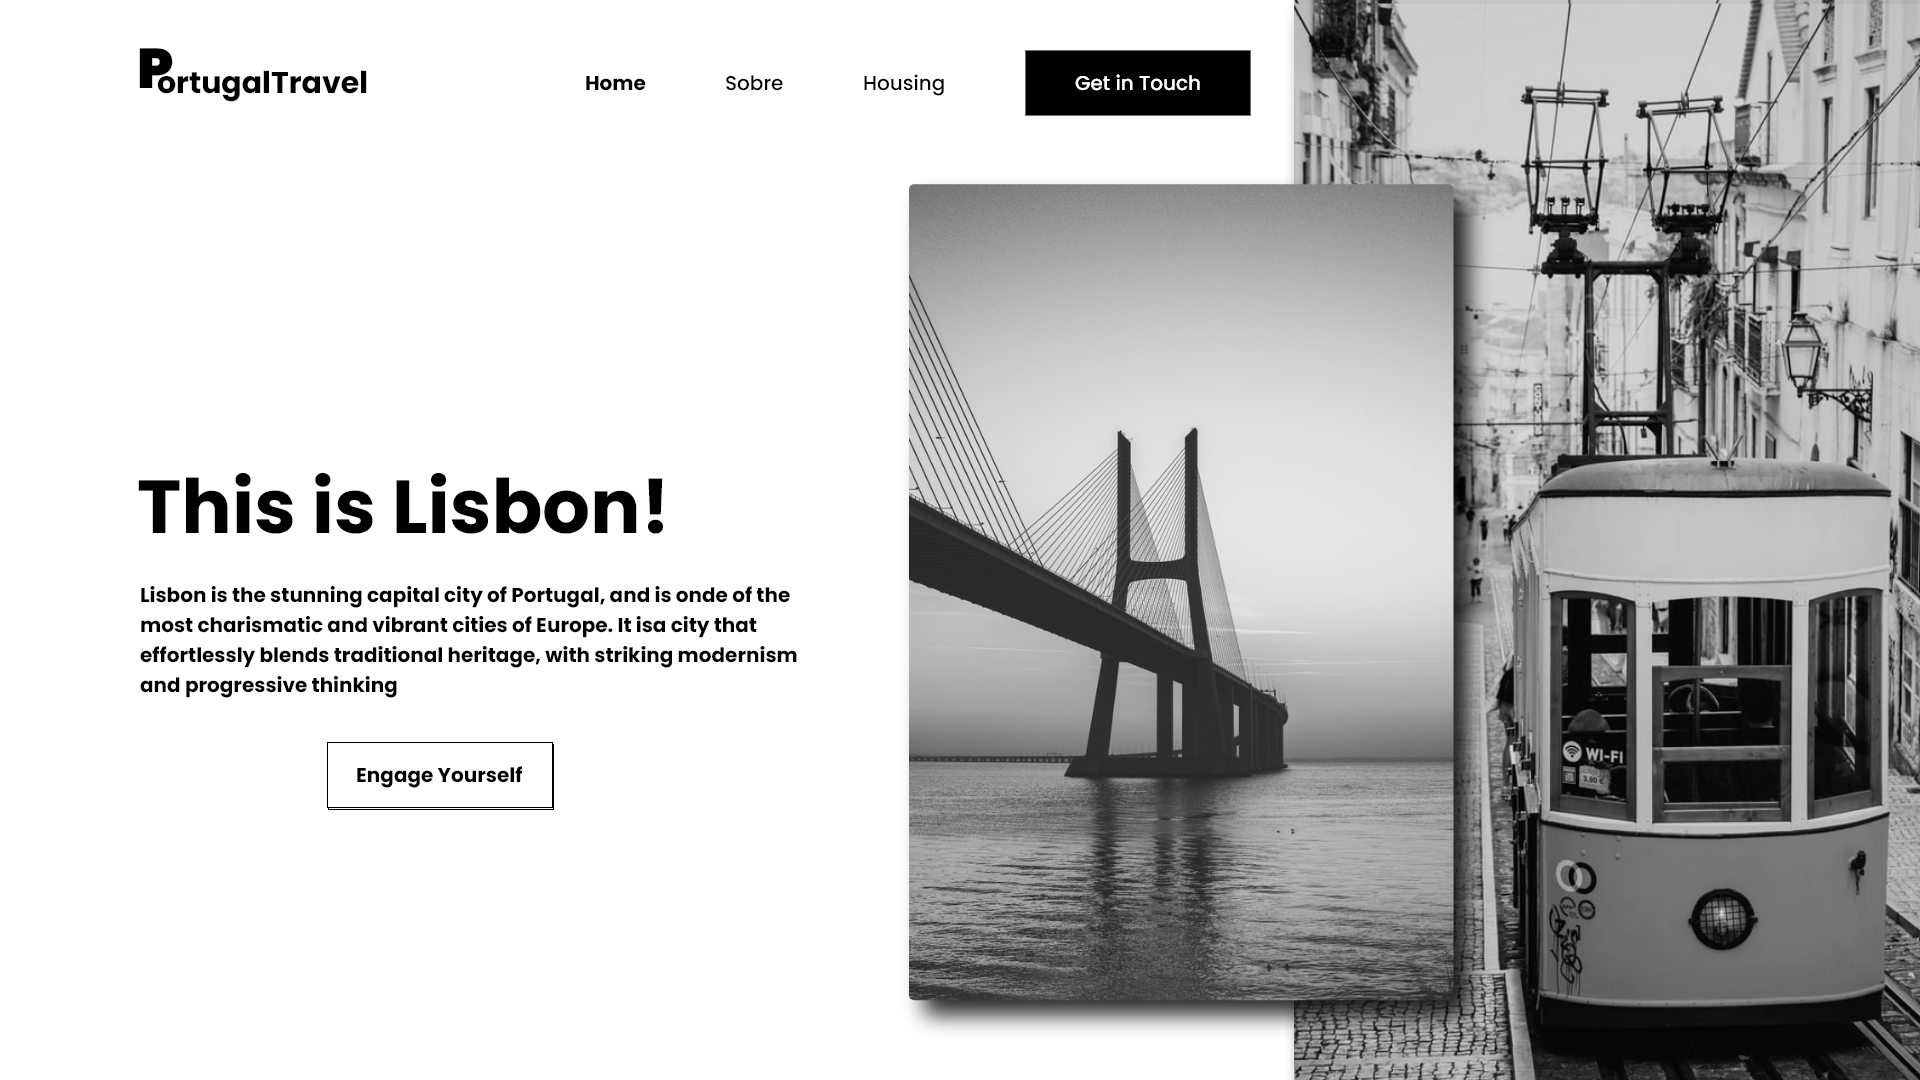 PortugalTravel
Home
Sobre
Housing
Get in Touch
This is Lisbon!
Lisbon is the stunning capital city of Portugal, and is onde of the
most charismatic and vibrant cities of Europe. It isa city that
effortlessly blends traditional heritage, with striking modernism
and progressive thinking
Engage Yourself
WI-FI
3,80 €